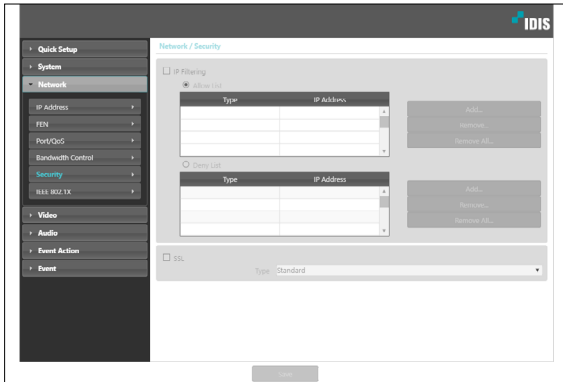 IDIS
Quick Setup
System
Network
IP Address
FEN
Port/QoS
Bandwidth Control
Security
IEEE 802.1X
Video
Audio
Event Action
Event
Network / Security
IP Filtering
Allow List
Type IP Address
Add...
Remove...
Remove All...
Deny List
Type IP Address
Add...
Remove...
Remove All...
SSL
Type Standard
Save